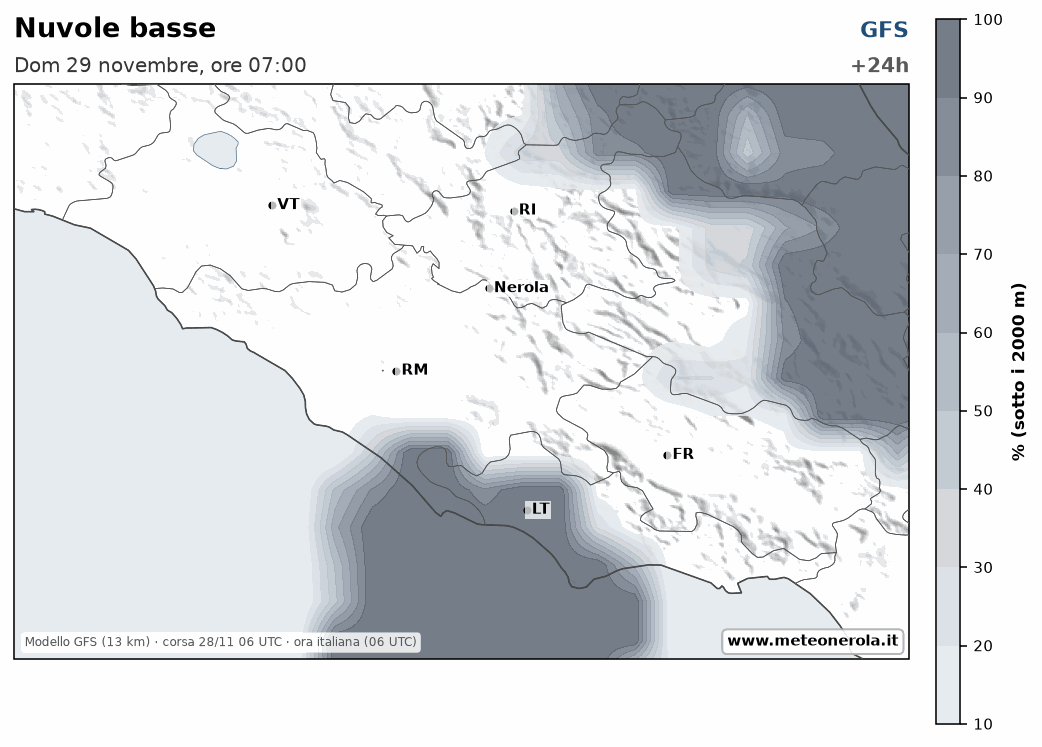 Nuvole basse
GFS
Dom 29 novembre, ore 07:00
+24h
VT
RI
Nerola
RM
FR
LT
Modello GFS (13 km) · corsa 28/11 06 UTC · ora italiana (06 UTC)
www.meteonerola.it
100
90
80
70
60
50
40
30
20
10
% (sotto i 2000 m)